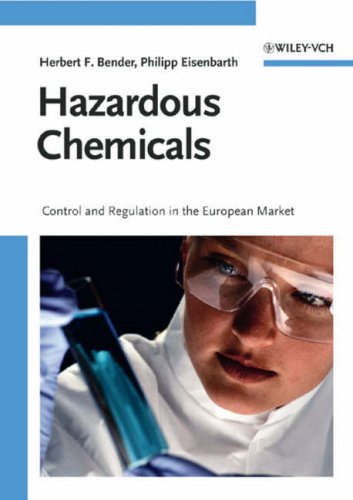 Herbert F. Bender, Philipp Eisenbarth
WILEY-VCH
Hazardous
Chemicals
Control and Regulation in the European Market